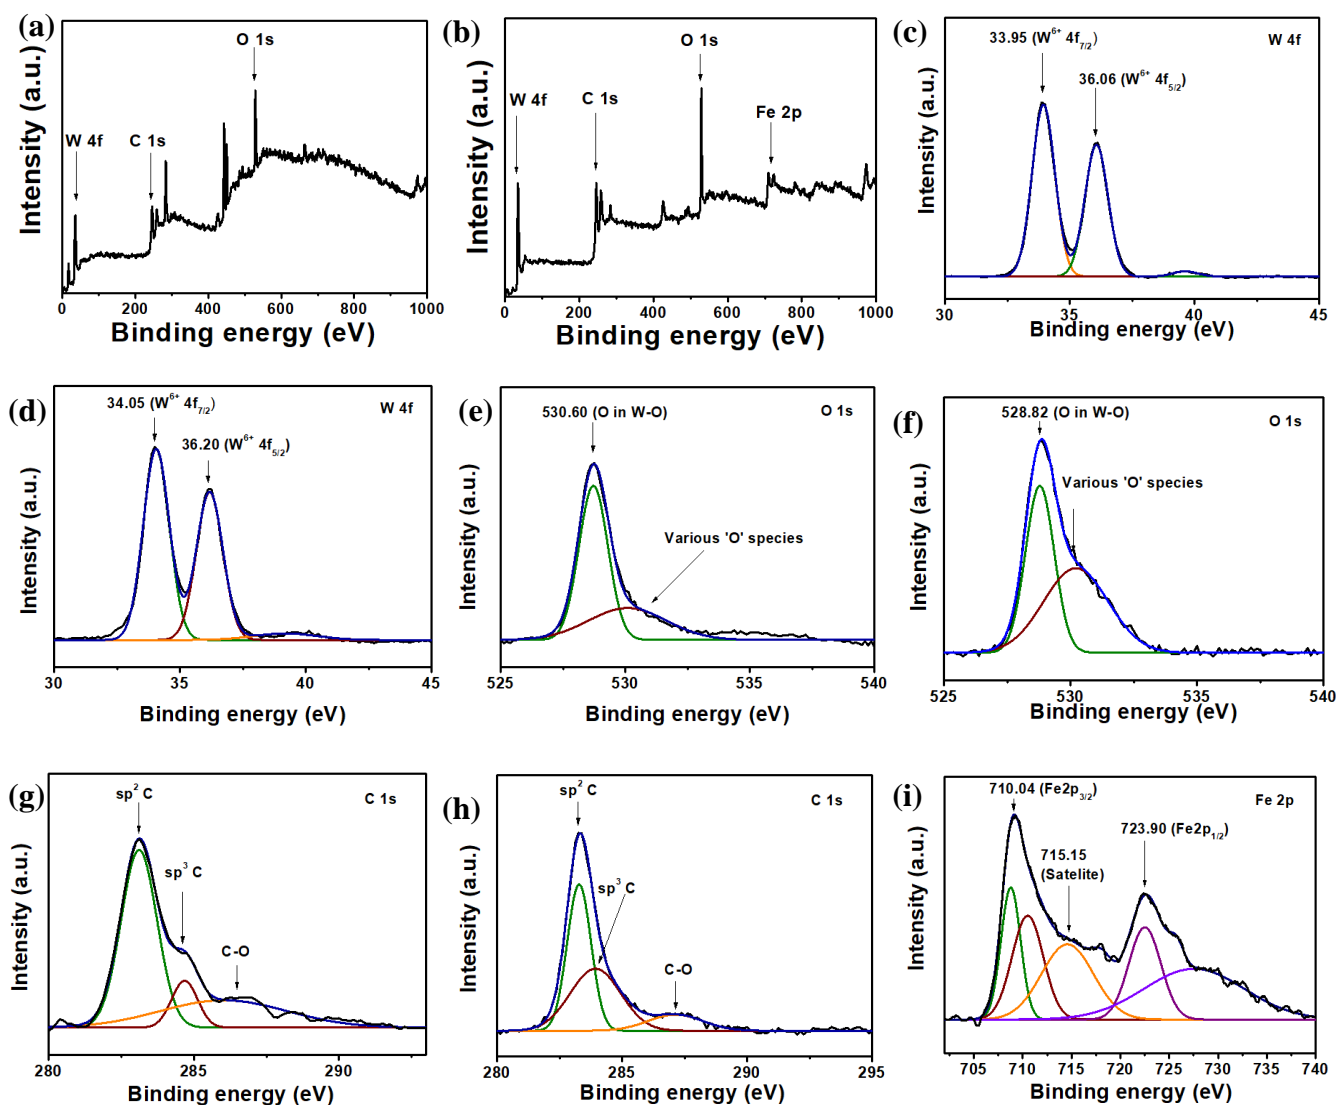 (a)
O 1s
W 4f
C 1s
Intensity (a.u.)
0 200 400 600 800 1000
Binding energy (eV)
(b)
O 1s
W 4f
C 1s
Fe 2p
Intensity (a.u.)
0 200 400 600 800 1000
Binding energy (eV)
(c)
W 4f
33.95 (W⁶⁺ 4f₇/₂)
36.06 (W⁶⁺ 4f₅/₂)
Intensity (a.u.)
30 35 40 45
Binding energy (eV)
(d)
34.05 (W⁶⁺ 4f₇/₂)
W 4f
36.20 (W⁶⁺ 4f₅/₂)
Intensity (a.u.)
30 35 40 45
Binding energy (eV)
(e)
530.60 (O in W-O)
O 1s
Various 'O' species
Intensity (a.u.)
525 530 535 540
Binding energy (eV)
(f)
528.82 (O in W-O)
O 1s
Various 'O' species
Intensity (a.u.)
525 530 535 540
Binding energy (eV)
(g)
sp² C
C 1s
sp³ C
C-O
Intensity (a.u.)
280 285 290
Binding energy (eV)
(h)
sp² C
C 1s
sp³ C
C-O
Intensity (a.u.)
280 285 290 295
Binding energy (eV)
(i)
710.04 (Fe2p₃/₂)
Fe 2p
723.90 (Fe2p₁/₂)
715.15
(Satelite)
Intensity (a.u.)
705 710 715 720 725 730 735 740
Binding energy (eV)